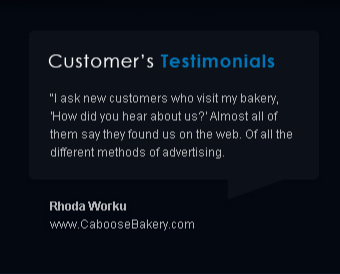 Customer's Testimonials
"I ask new customers who visit my bakery,
'How did you hear about us?' Almost all of
them say they found us on the web. Of all the
different methods of advertising.
Rhoda Worku
www.CabooseBakery.com